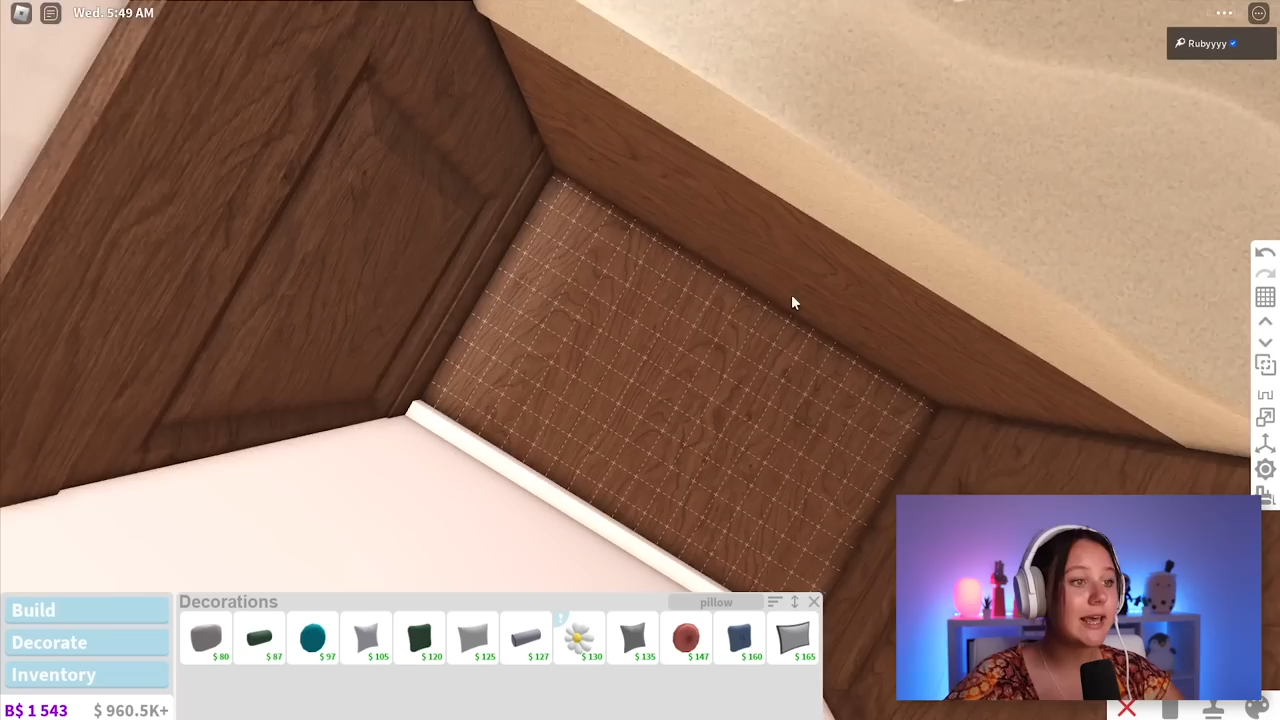 Wed. 5:49 AM
Rubyyyy
Build
Decorate
Inventory
B$ 1 543
$ 960.5K+
Decorations
pillow
$ 80
$ 87
$ 97
$ 105
$ 120
$ 125
$ 127
$ 130
$ 135
$ 147
$ 160
$ 165